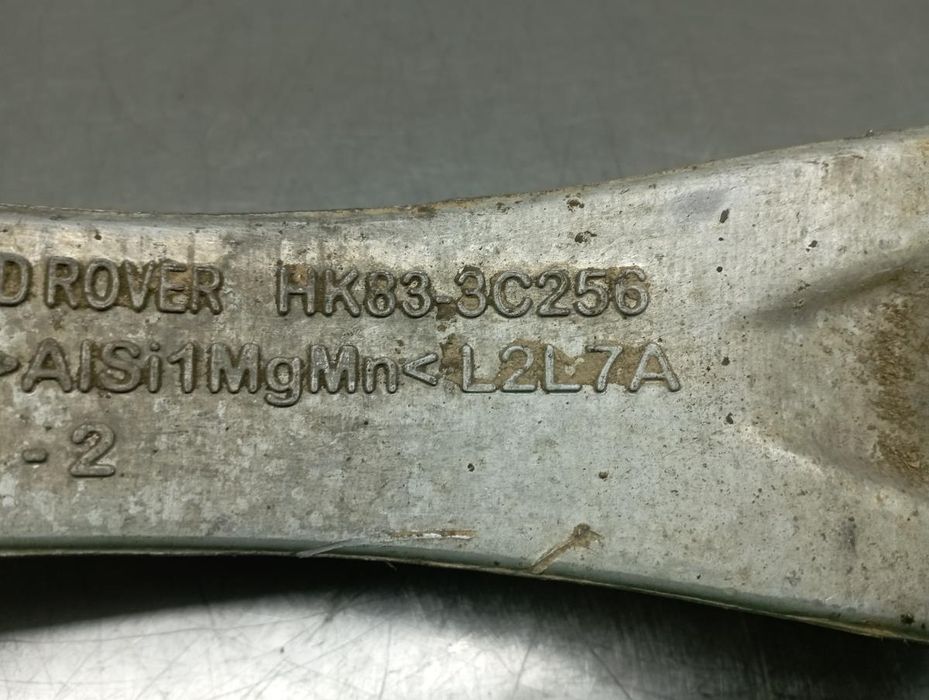 D ROVER HK83-3C256
>AlSi1MgMn< L2L7A
-2